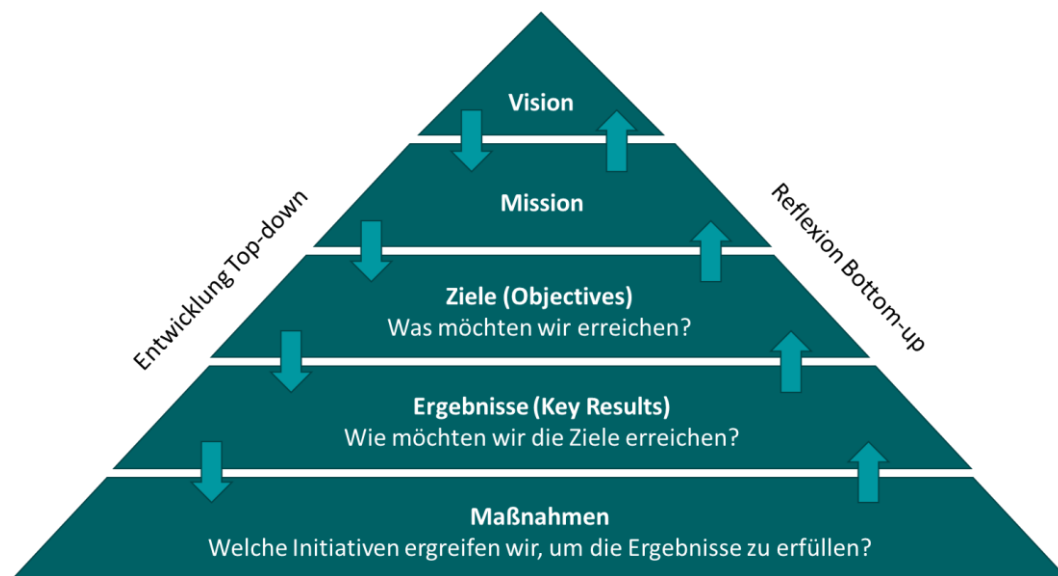 Vision
Mission
Entwicklung Top-down
Reflexion Bottom-up
Ziele (Objectives)
Was möchten wir erreichen?
Ergebnisse (Key Results)
Wie möchten wir die Ziele erreichen?
Maßnahmen
Welche Initiativen ergreifen wir, um die Ergebnisse zu erfüllen?